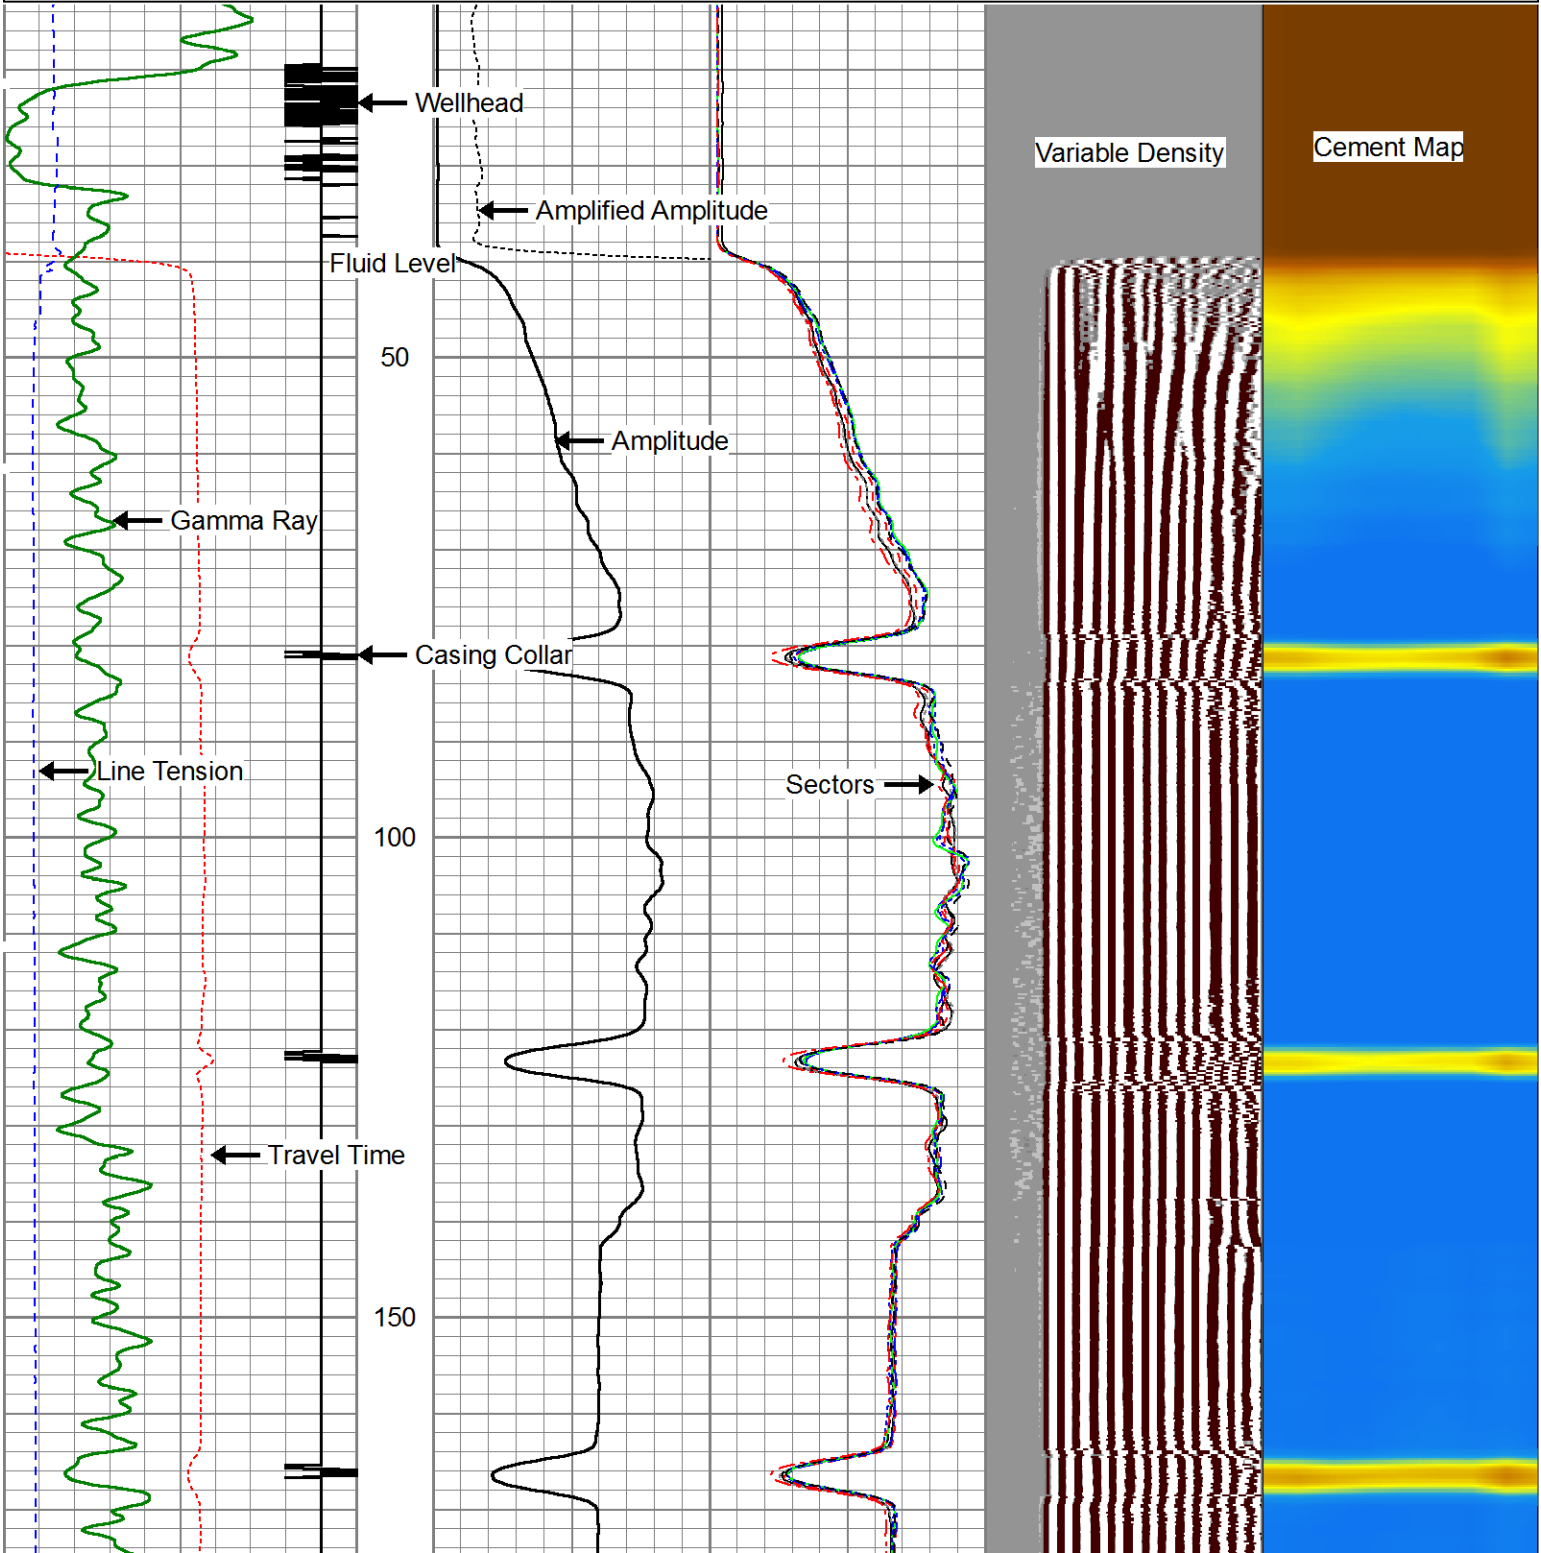 Wellhead
Variable Density
Cement Map
Amplified Amplitude
Fluid Level
50
Amplitude
Gamma Ray
Casing Collar
Line Tension
Sectors
100
Travel Time
150